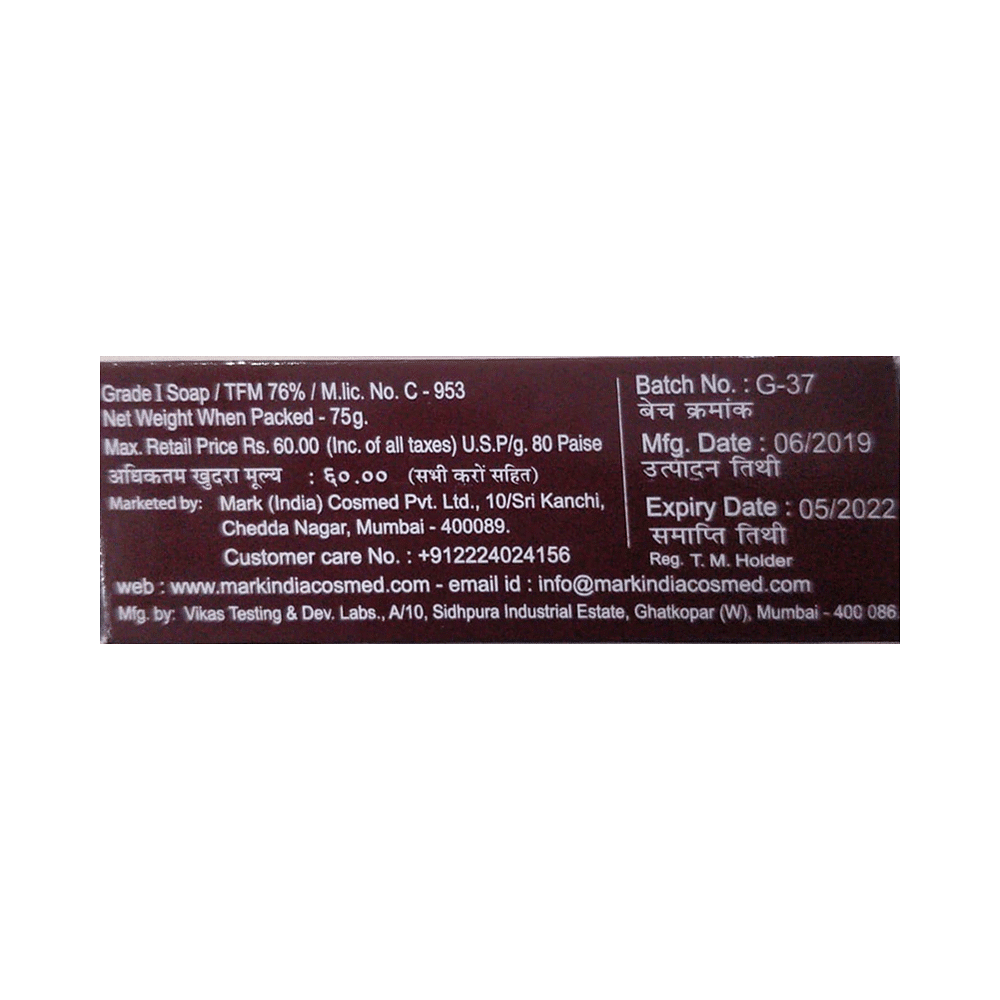 Grade I Soap / TFM 76% / M.lic. No. C - 953
Net Weight When Packed - 75g.
Max. Retail Price Rs. 60.00 (Inc. of all taxes) U.S.P/g. 80 Paise
अधिकतम खुदरा मूल्य : ६०.०० (सभी करों सहित)
Marketed by: Mark (India) Cosmed Pvt. Ltd., 10/Sri Kanchi,
Chedda Nagar, Mumbai - 400089.
Customer care No. : +912224024156
Batch No. : G-37
बेच क्रमांक
Mfg. Date : 06/2019
उत्पादन तिथी
Expiry Date : 05/2022
समाप्ति तिथी
Reg. T. M. Holder
web : www.markindiacosmed.com - email id : info@markindiacosmed.com
Mfg. by: Vikas Testing & Dev. Labs., A/10, Sidhpura Industrial Estate, Ghatkopar (W), Mumbai - 400 086